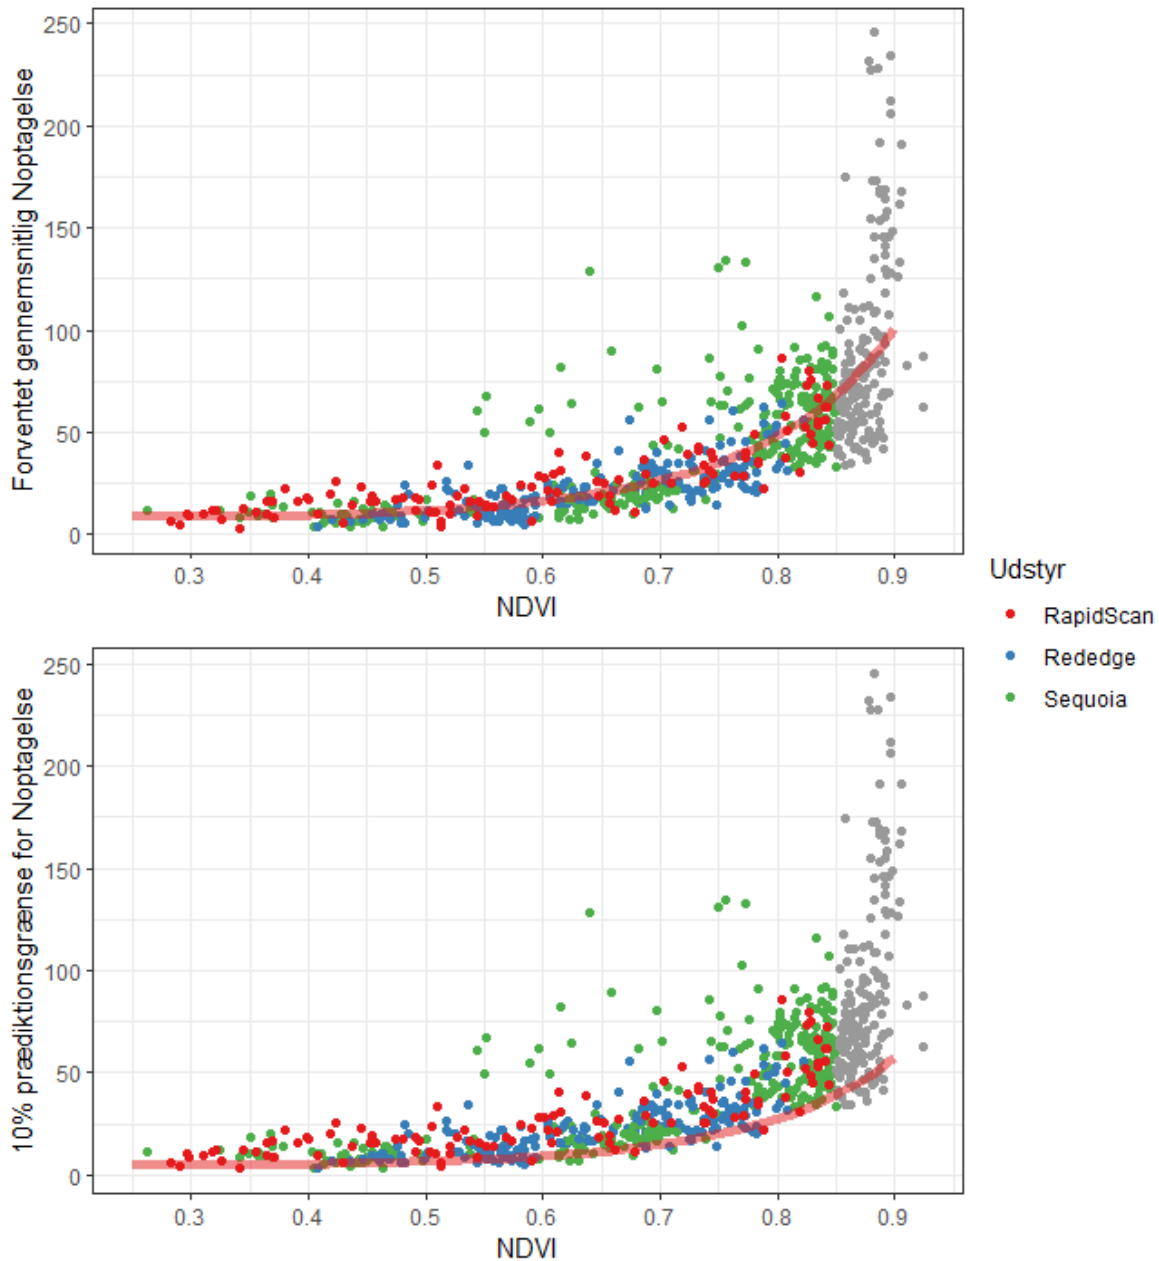 Forventet gennemsnitlig Noptagelse
250
200
150
100
50
0
0.3 0.4 0.5 0.6 0.7 0.8 0.9
NDVI
10% prædiktionsgrænse for Noptagelse
250
200
150
100
50
0
0.3 0.4 0.5 0.6 0.7 0.8 0.9
NDVI
Udstyr
RapidScan
Rededge
Sequoia